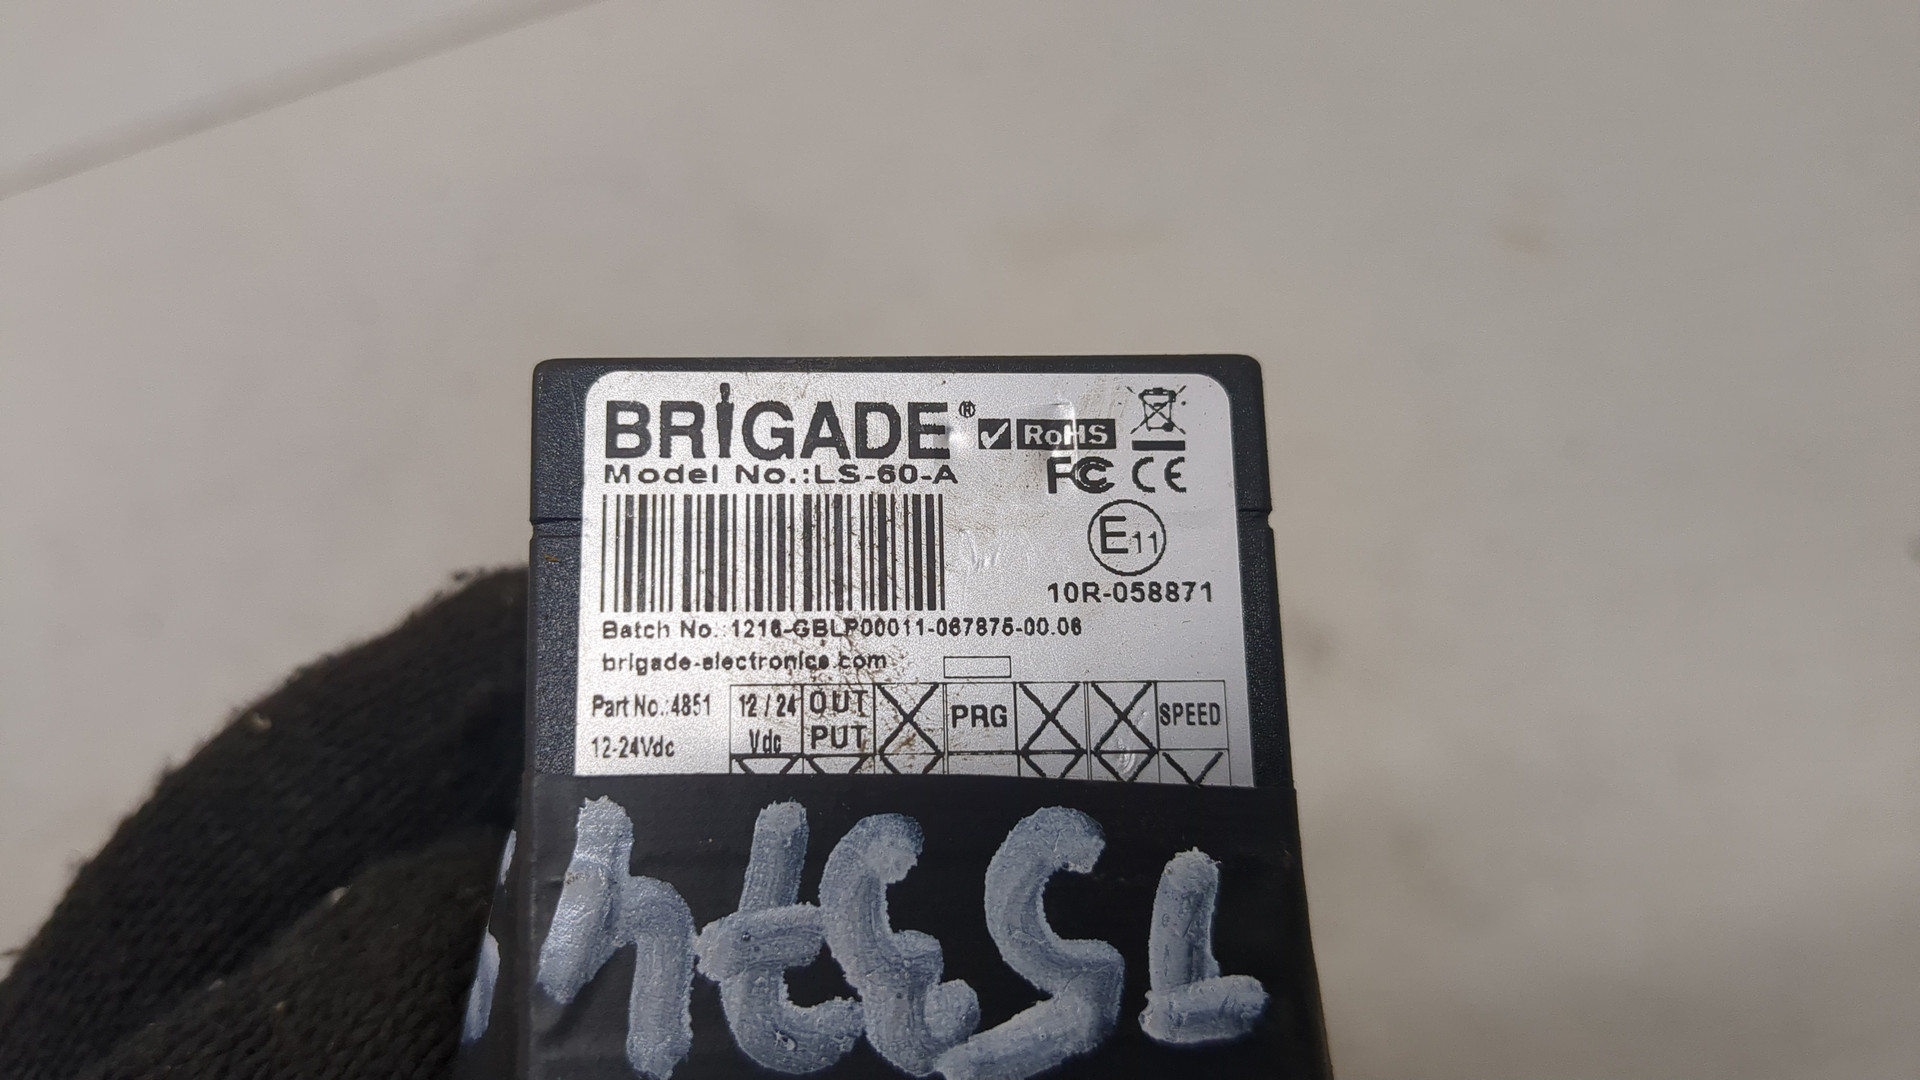 BRIGADE®
✓ RoHS
Model No.:LS-60-A
FC CE
E11
10R-058871
Batch No.:1216-GBLP00011-067875-00.06
brigade-electronics.com
Part No.:4851
12-24Vdc
12 / 24 Vdc
OUT PUT
PRG
SPEED